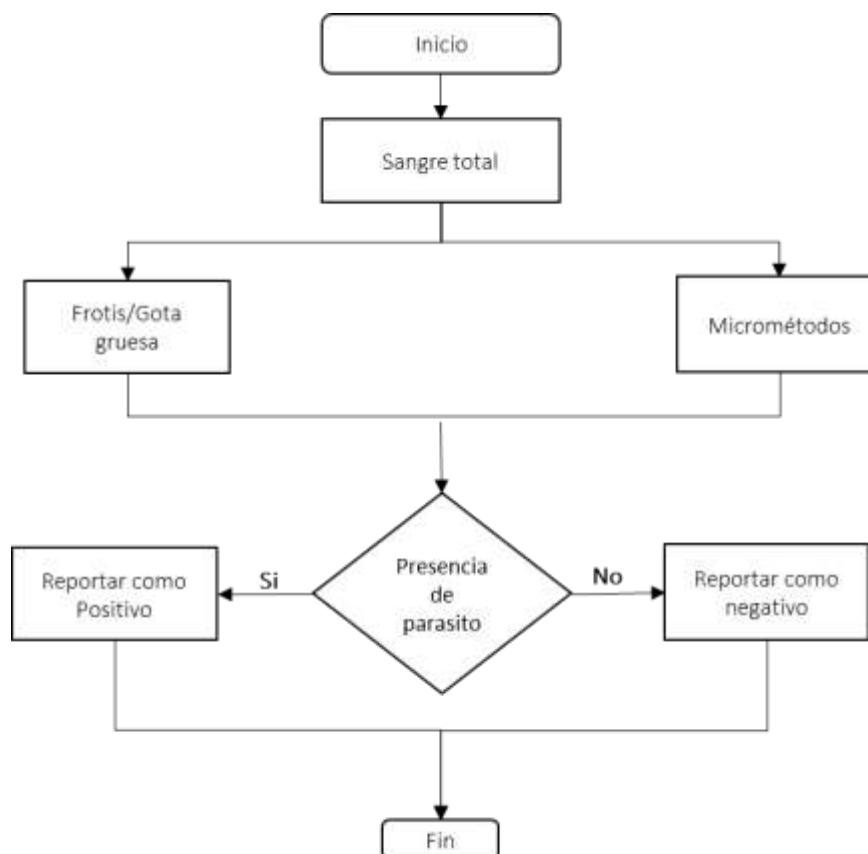 Inicio
Sangre total
Frotis/Gota
gruesa
Micrométodos
Presencia
de
parasito
Si
No
Reportar como
Positivo
Reportar como
negativo
Fin